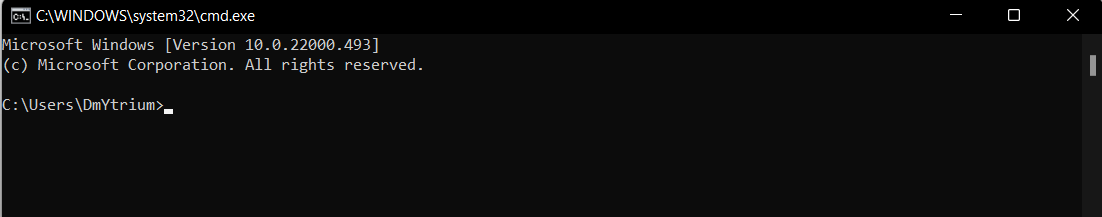 C:\WINDOWS\system32\cmd.exe
Microsoft Windows [Version 10.0.22000.493]
(c) Microsoft Corporation. All rights reserved.
C:\Users\DmYtrium>